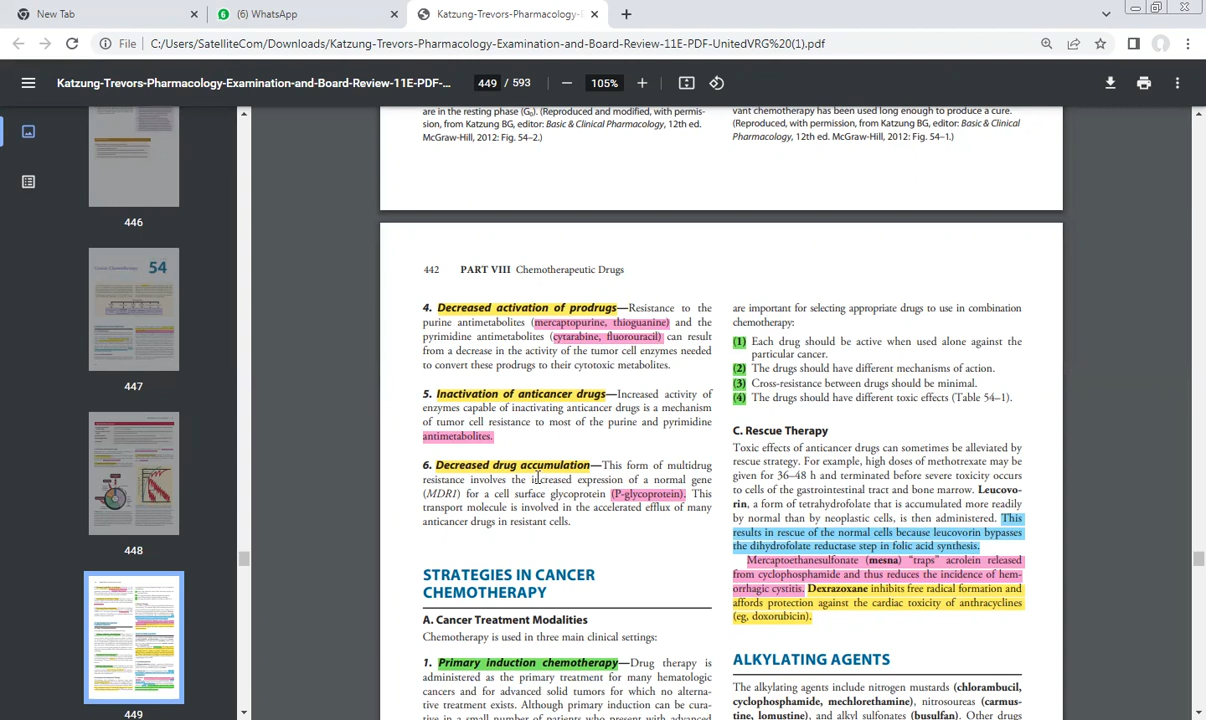 New Tab
(6) WhatsApp
Katzung-Trevors-Pharmacology-
File
C:/Users/SatelliteCom/Downloads/Katzung-Trevors-Pharmacology-Examination-and-Board-Review-11E-PDF-UnitedVRG%20(1).pdf
Katzung-Trevors-Pharmacology-Examination-and-Board-Review-11E-PDF-...
449 / 593
105%
446
54
447
448
449
are in the resting phase (G0). (Reproduced and modified, with permis-
sion, from Katzung BG, editor: Basic & Clinical Pharmacology, 12th ed.
McGraw-Hill, 2012: Fig. 54–2.)
vant chemotherapy has been used long enough to produce a cure.
(Reproduced, with permission, from Katzung BG, editor: Basic & Clinical
Pharmacology, 12th ed. McGraw-Hill, 2012: Fig. 54–1.)
442 PART VIII Chemotherapeutic Drugs
4. Decreased activation of prodrugs—Resistance to the
purine antimetabolites (mercaptopurine, thioguanine) and the
pyrimidine antimetabolites (cytarabine, fluorouracil) can result
from a decrease in the activity of the tumor cell enzymes needed
to convert these prodrugs to their cytotoxic metabolites.
5. Inactivation of anticancer drugs—Increased activity of
enzymes capable of inactivating anticancer drugs is a mechanism
of tumor cell resistance to most of the purine and pyrimidine
antimetabolites.
6. Decreased drug accumulation—This form of multidrug
resistance involves the increased expression of a normal gene
(MDR1) for a cell surface glycoprotein (P-glycoprotein). This
transport molecule is involved in the accelerated efflux of many
anticancer drugs in resistant cells.
STRATEGIES IN CANCER
CHEMOTHERAPY
A. Cancer Treatment Modalities
Chemotherapy is used in three main clinical settings:
1. Primary induction chemotherapy—Drug therapy is
administered as the primary treatment for many hematologic
cancers and for advanced solid tumors for which no alterna-
tive treatment exists. Although primary induction can be cura-
tive in a small number of patients who present with advanced
are important for selecting appropriate drugs to use in combination
chemotherapy:
(1) Each drug should be active when used alone against the
particular cancer.
(2) The drugs should have different mechanisms of action.
(3) Cross-resistance between drugs should be minimal.
(4) The drugs should have different toxic effects (Table 54–1).
C. Rescue Therapy
Toxic effects of anticancer drugs can sometimes be alleviated by
rescue strategy. For example, high doses of methotrexate may be
given for 36–48 h and terminated before severe toxicity occurs
to cells of the gastrointestinal tract and bone marrow. Leucovo-
rin, a form of tetrahydrofolate that is accumulated more readily
by normal than by neoplastic cells, is then administered. This
results in rescue of the normal cells because leucovorin bypasses
the dihydrofolate reductase step in folic acid synthesis.
Mercaptoethanesulfonate (mesna) “traps” acrolein released
from cyclophosphamide and thus reduces the incidence of hem-
orrhagic cystitis. Dexrazoxane inhibits free radical formation and
affords protection against the cardiac toxicity of anthracyclines
(eg, doxorubicin).
ALKYLATING AGENTS
The alkylating agents include nitrogen mustards (chlorambucil,
cyclophosphamide, mechlorethamine), nitrosoureas (carmus-
tine, lomustine), and alkyl sulfonates (busulfan). Other drugs